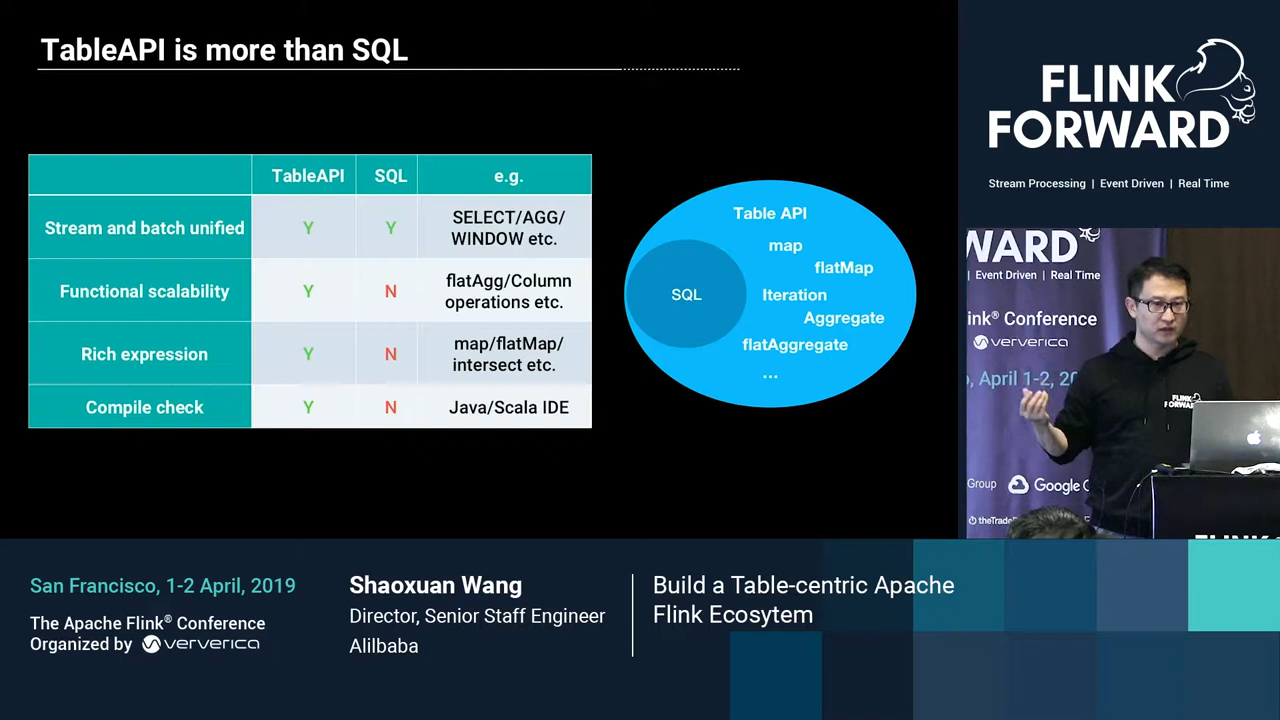 TableAPI is more than SQL
TableAPI SQL e.g.
Stream and batch unified Y Y SELECT/AGG/
WINDOW etc.
Functional scalability Y N flatAgg/Column
operations etc.
Rich expression Y N map/flatMap/
intersect etc.
Compile check Y N Java/Scala IDE
Table API
map
flatMap
SQL
Iteration
Aggregate
flatAggregate
...
FLINK
FORWARD
Stream Processing | Event Driven | Real Time
WARD
| Event Driven | Real Time
ink® Conference
ververica
o, April 1-2, 20
FLINK
FORWARD
Group
Google C
theTrade
San Francisco, 1-2 April, 2019
The Apache Flink® Conference
Organized by ververica
Shaoxuan Wang
Director, Senior Staff Engineer
Alilbaba
Build a Table-centric Apache
Flink Ecosytem